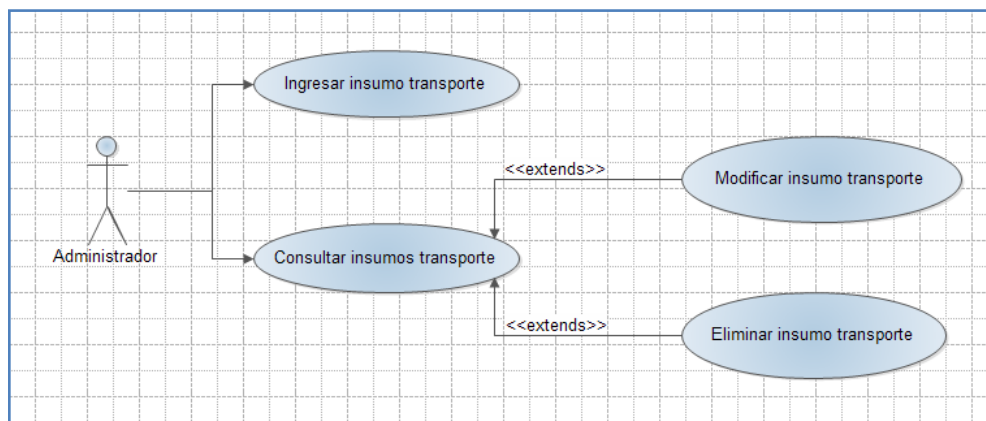 Ingresar insumo transporte
<<extends>>
Modificar insumo transporte
Administrador
Consultar insumos transporte
<<extends>>
Eliminar insumo transporte